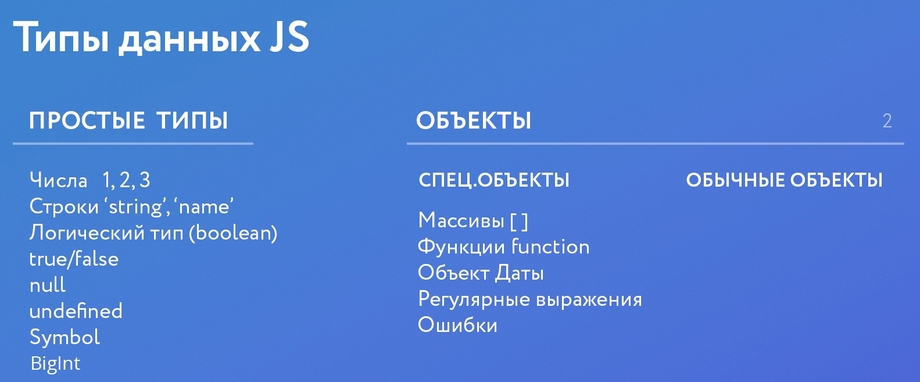 Типы данных JS
ПРОСТЫЕ ТИПЫ
Числа 1, 2, 3
Строки ‘string’, ‘name’
Логический тип (boolean)
true/false
null
undefined
Symbol
BigInt
ОБЪЕКТЫ 2
СПЕЦ.ОБЪЕКТЫ ОБЫЧНЫЕ ОБЪЕКТЫ
Массивы [ ]
Функции function
Объект Даты
Регулярные выражения
Ошибки